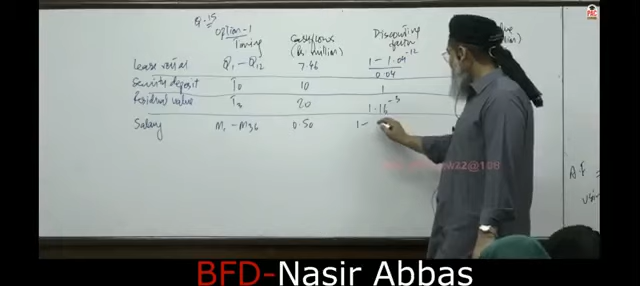 PAC
Q.15
Option-1
Timing
Cashflows
(Rs million)
Discounting
factor
Lease rental Q1 - Q12 7.46 1 - 1.04 -12
0.04
Security deposit T0 10 1
Residual value T3 20 1.16 -3
Salary M1 - M36 0.50 1 -
A.F =
usin
BFD-Nasir Abbas